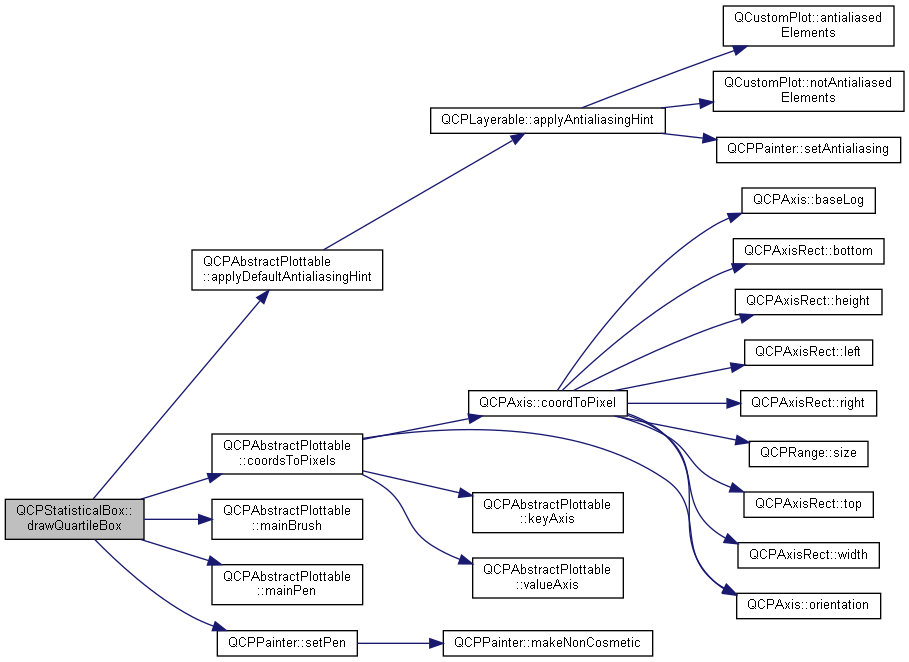 QCustomPlot::antialiased
Elements
QCustomPlot::notAntialiased
Elements
QCPLayerable::applyAntialiasingHint
QCPPainter::setAntialiasing
QCPAxis::baseLog
QCPAxisRect::bottom
QCPAbstractPlottable
::applyDefaultAntialiasingHint
QCPAxisRect::height
QCPAxisRect::left
QCPAxis::coordToPixel
QCPAxisRect::right
QCPAbstractPlottable
::coordsToPixels
QCPRange::size
QCPAxisRect::top
QCPStatisticalBox::
drawQuartileBox
QCPAbstractPlottable
::mainBrush
QCPAbstractPlottable
::keyAxis
QCPAxisRect::width
QCPAbstractPlottable
::mainPen
QCPAbstractPlottable
::valueAxis
QCPAxis::orientation
QCPPainter::setPen
QCPPainter::makeNonCosmetic